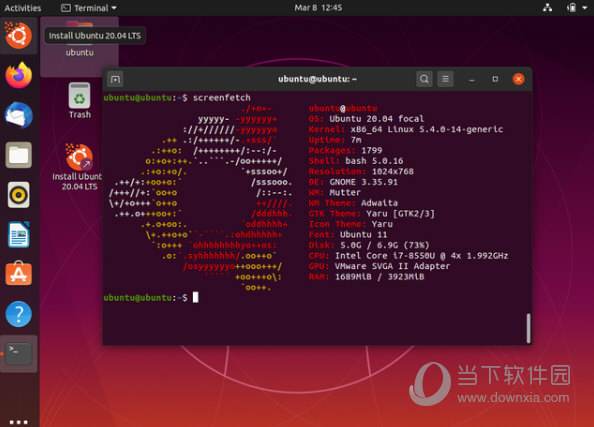 Activities
Terminal
Mar 8 12:45
Install Ubuntu 20.04 LTS
ubuntu
Trash
Install Ubuntu
20.04 LTS
ubuntu@ubuntu: ~
ubuntu@ubuntu:~$ screenfetch
ubuntu@ubuntu
OS: Ubuntu 20.04 focal
Kernel: x86_64 Linux 5.4.0-14-generic
Uptime: 7m
Packages: 1799
Shell: bash 5.0.16
Resolution: 1024x768
DE: GNOME 3.35.91
WM: Mutter
WM Theme: Adwaita
GTK Theme: Yaru [GTK2/3]
Icon Theme: Yaru
Font: Ubuntu 11
Disk: 5.0G / 6.9G (73%)
CPU: Intel Core i7-8550U @ 4x 1.992GHz
GPU: VMware SVGA II Adapter
RAM: 1689MiB / 3923MiB
ubuntu@ubuntu:~$
当下软件园
www.downxia.com